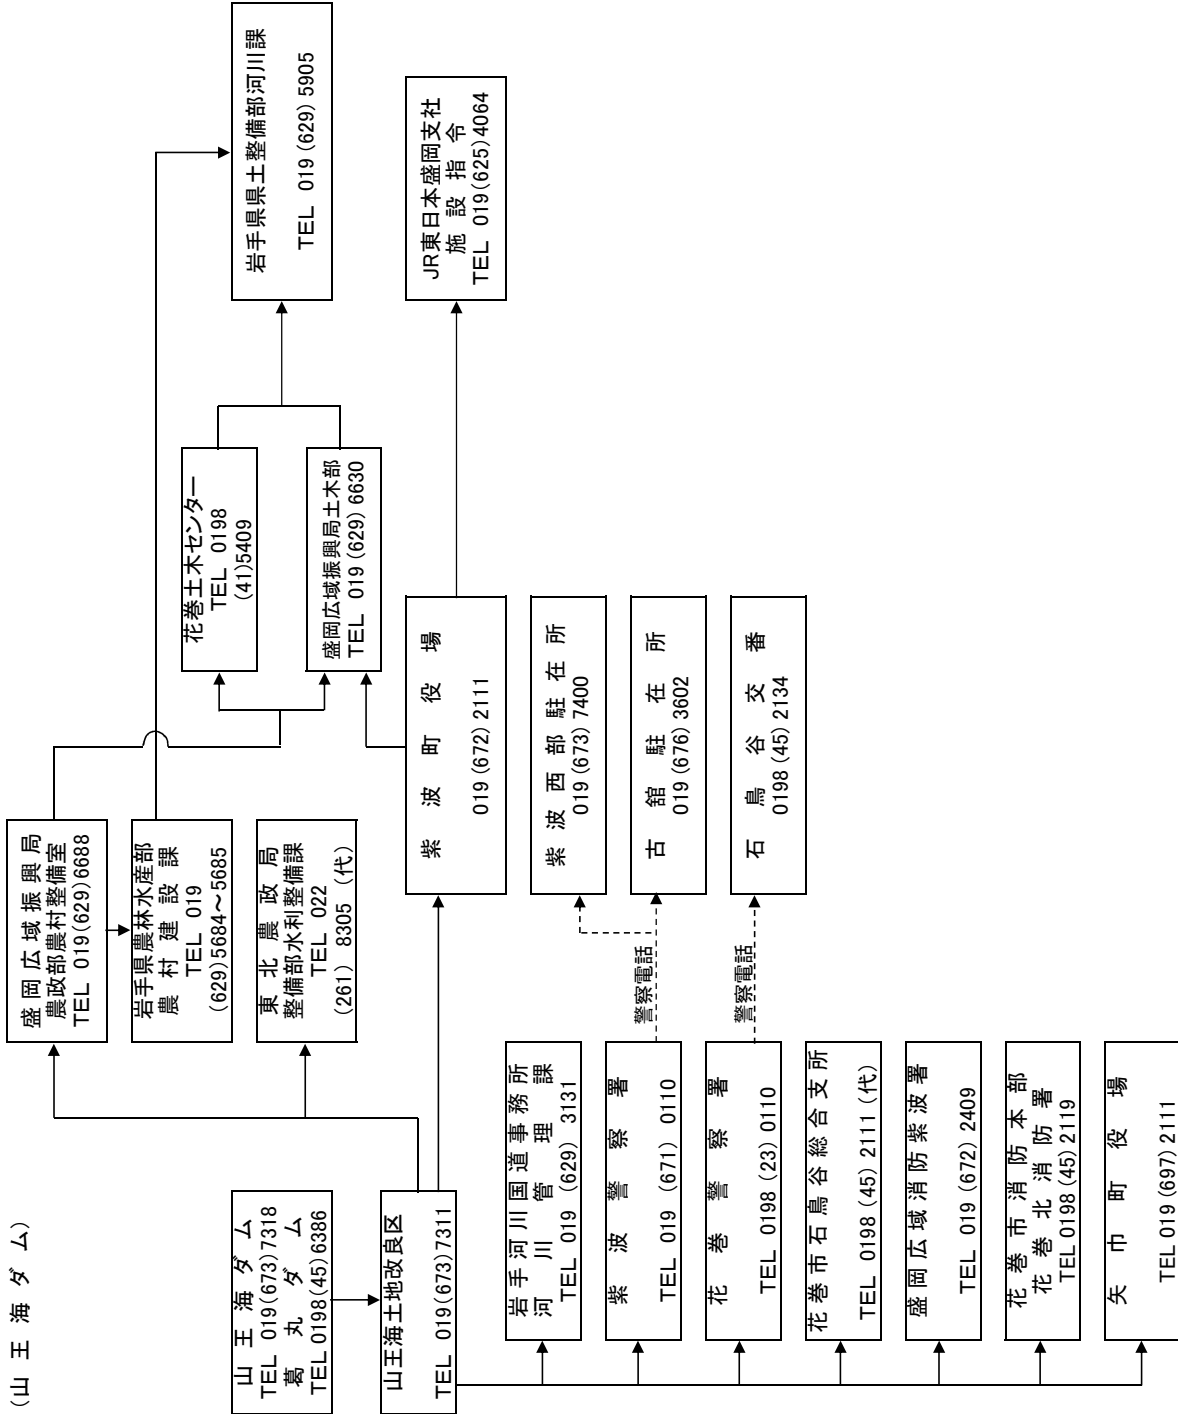 (山 王 海 ダ ム)
山 王 海 ダ ム
TEL 019(673)7318
葛 丸 ダ ム
TEL 0198(45)6386
山王海土地改良区
TEL 019(673)7311
盛 岡 広 域 振 興 局
農政部農村整備室
TEL 019(629)6688
岩手県農林水産部
農 村 建 設 課
TEL 019
(629)5684～5685
東 北 農 政 局
整備部水利整備課
TEL 022
(261) 8305 (代)
岩手河川国道事務所
河 川 管 理 課
TEL 019 (629) 3131
紫 波 警 察 署
TEL 019 (671) 0110
花 巻 警 察 署
TEL 0198 (23) 0110
花巻市石鳥谷総合支所
TEL 0198 (45) 2111 (代)
盛岡広域消防紫波署
TEL 019 (672) 2409
花 巻 市 消 防 本 部
花 巻 北 消 防 署
TEL 0198 (45) 2119
矢 巾 町 役 場
TEL 019 (697) 2111
警察電話
警察電話
花巻土木センター
TEL 0198
(41)5409
盛岡広域振興局土木部
TEL 019 (629) 6630
紫 波 町 役 場
019 (672) 2111
紫 波 西 部 駐 在 所
019 (673) 7400
古 舘 駐 在 所
019 (676) 3602
石 鳥 谷 交 番
0198 (45) 2134
岩手県県土整備部河川課
TEL 019 (629) 5905
JR東日本盛岡支社
施 設 指 令
TEL 019(625)4064